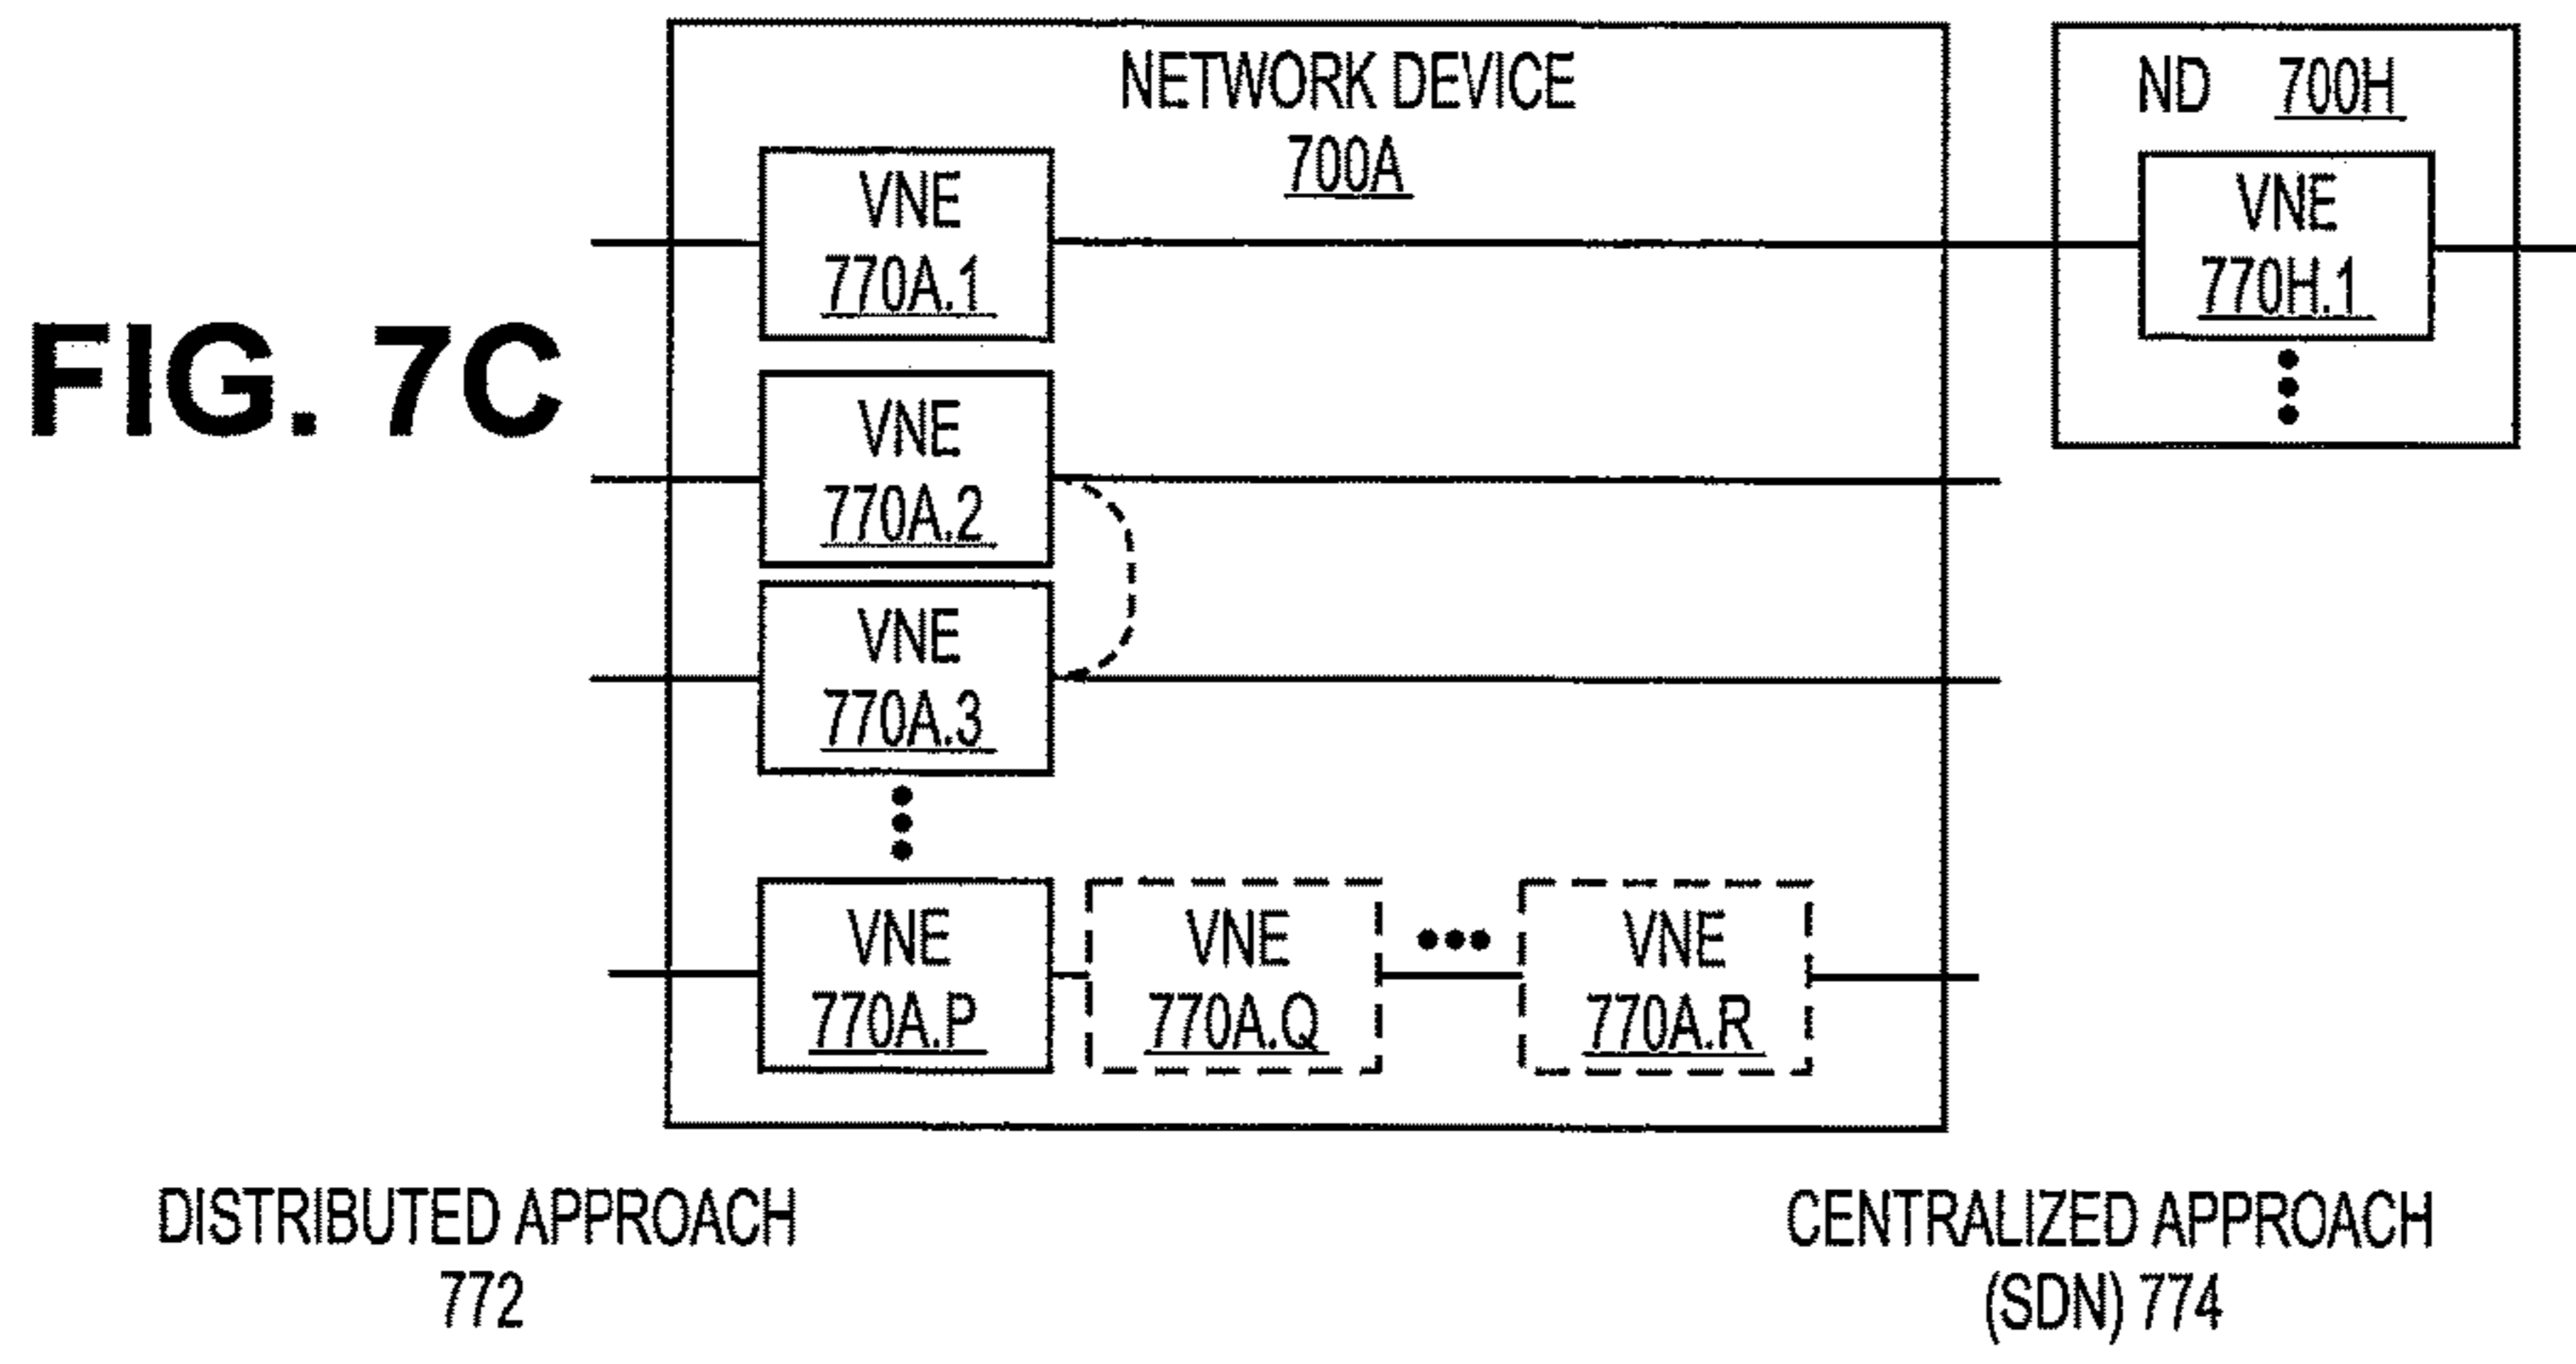 FIG. 7C
NETWORK DEVICE
700A
VNE
770A.1
VNE
770A.2
VNE
770A.3
VNE
770A.P
VNE
770A.Q
VNE
770A.R
ND 700H
VNE
770H.1
DISTRIBUTED APPROACH
772
CENTRALIZED APPROACH
(SDN) 774